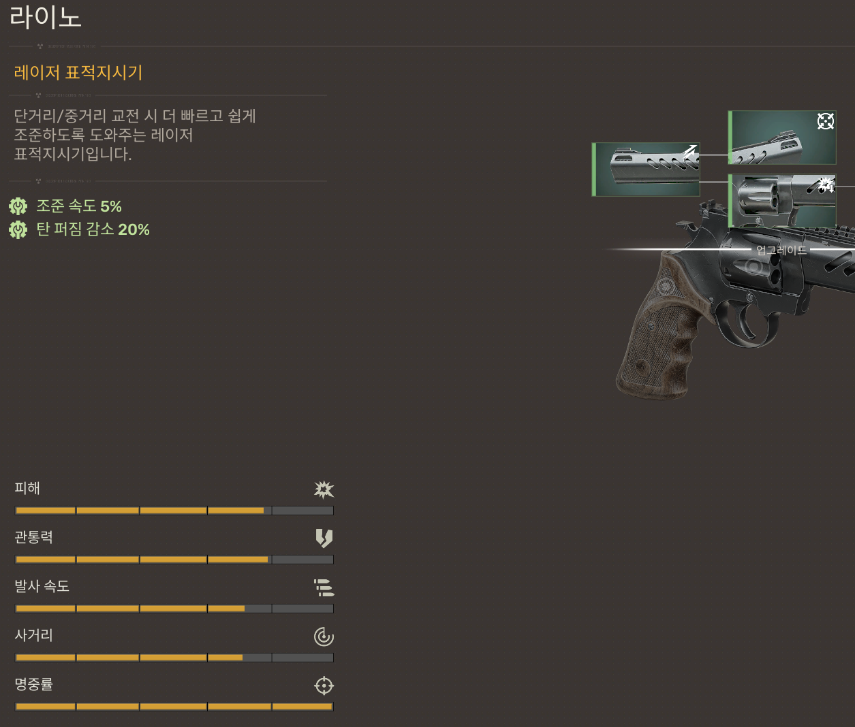 라이노
레이저 표적지시기
단거리/중거리 교전 시 더 빠르고 쉽게
조준하도록 도와주는 레이저
표적지시기입니다.
조준 속도 5%
탄 퍼짐 감소 20%
업그레이드
피해
관통력
발사 속도
사거리
명중률